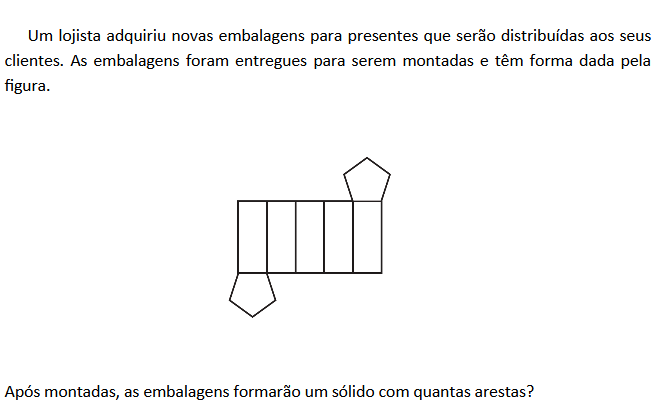 Um lojista adquiriu novas embalagens para presentes que serão distribuídas aos seus
clientes. As embalagens foram entregues para serem montadas e têm forma dada pela
figura.
Após montadas, as embalagens formarão um sólido com quantas arestas?